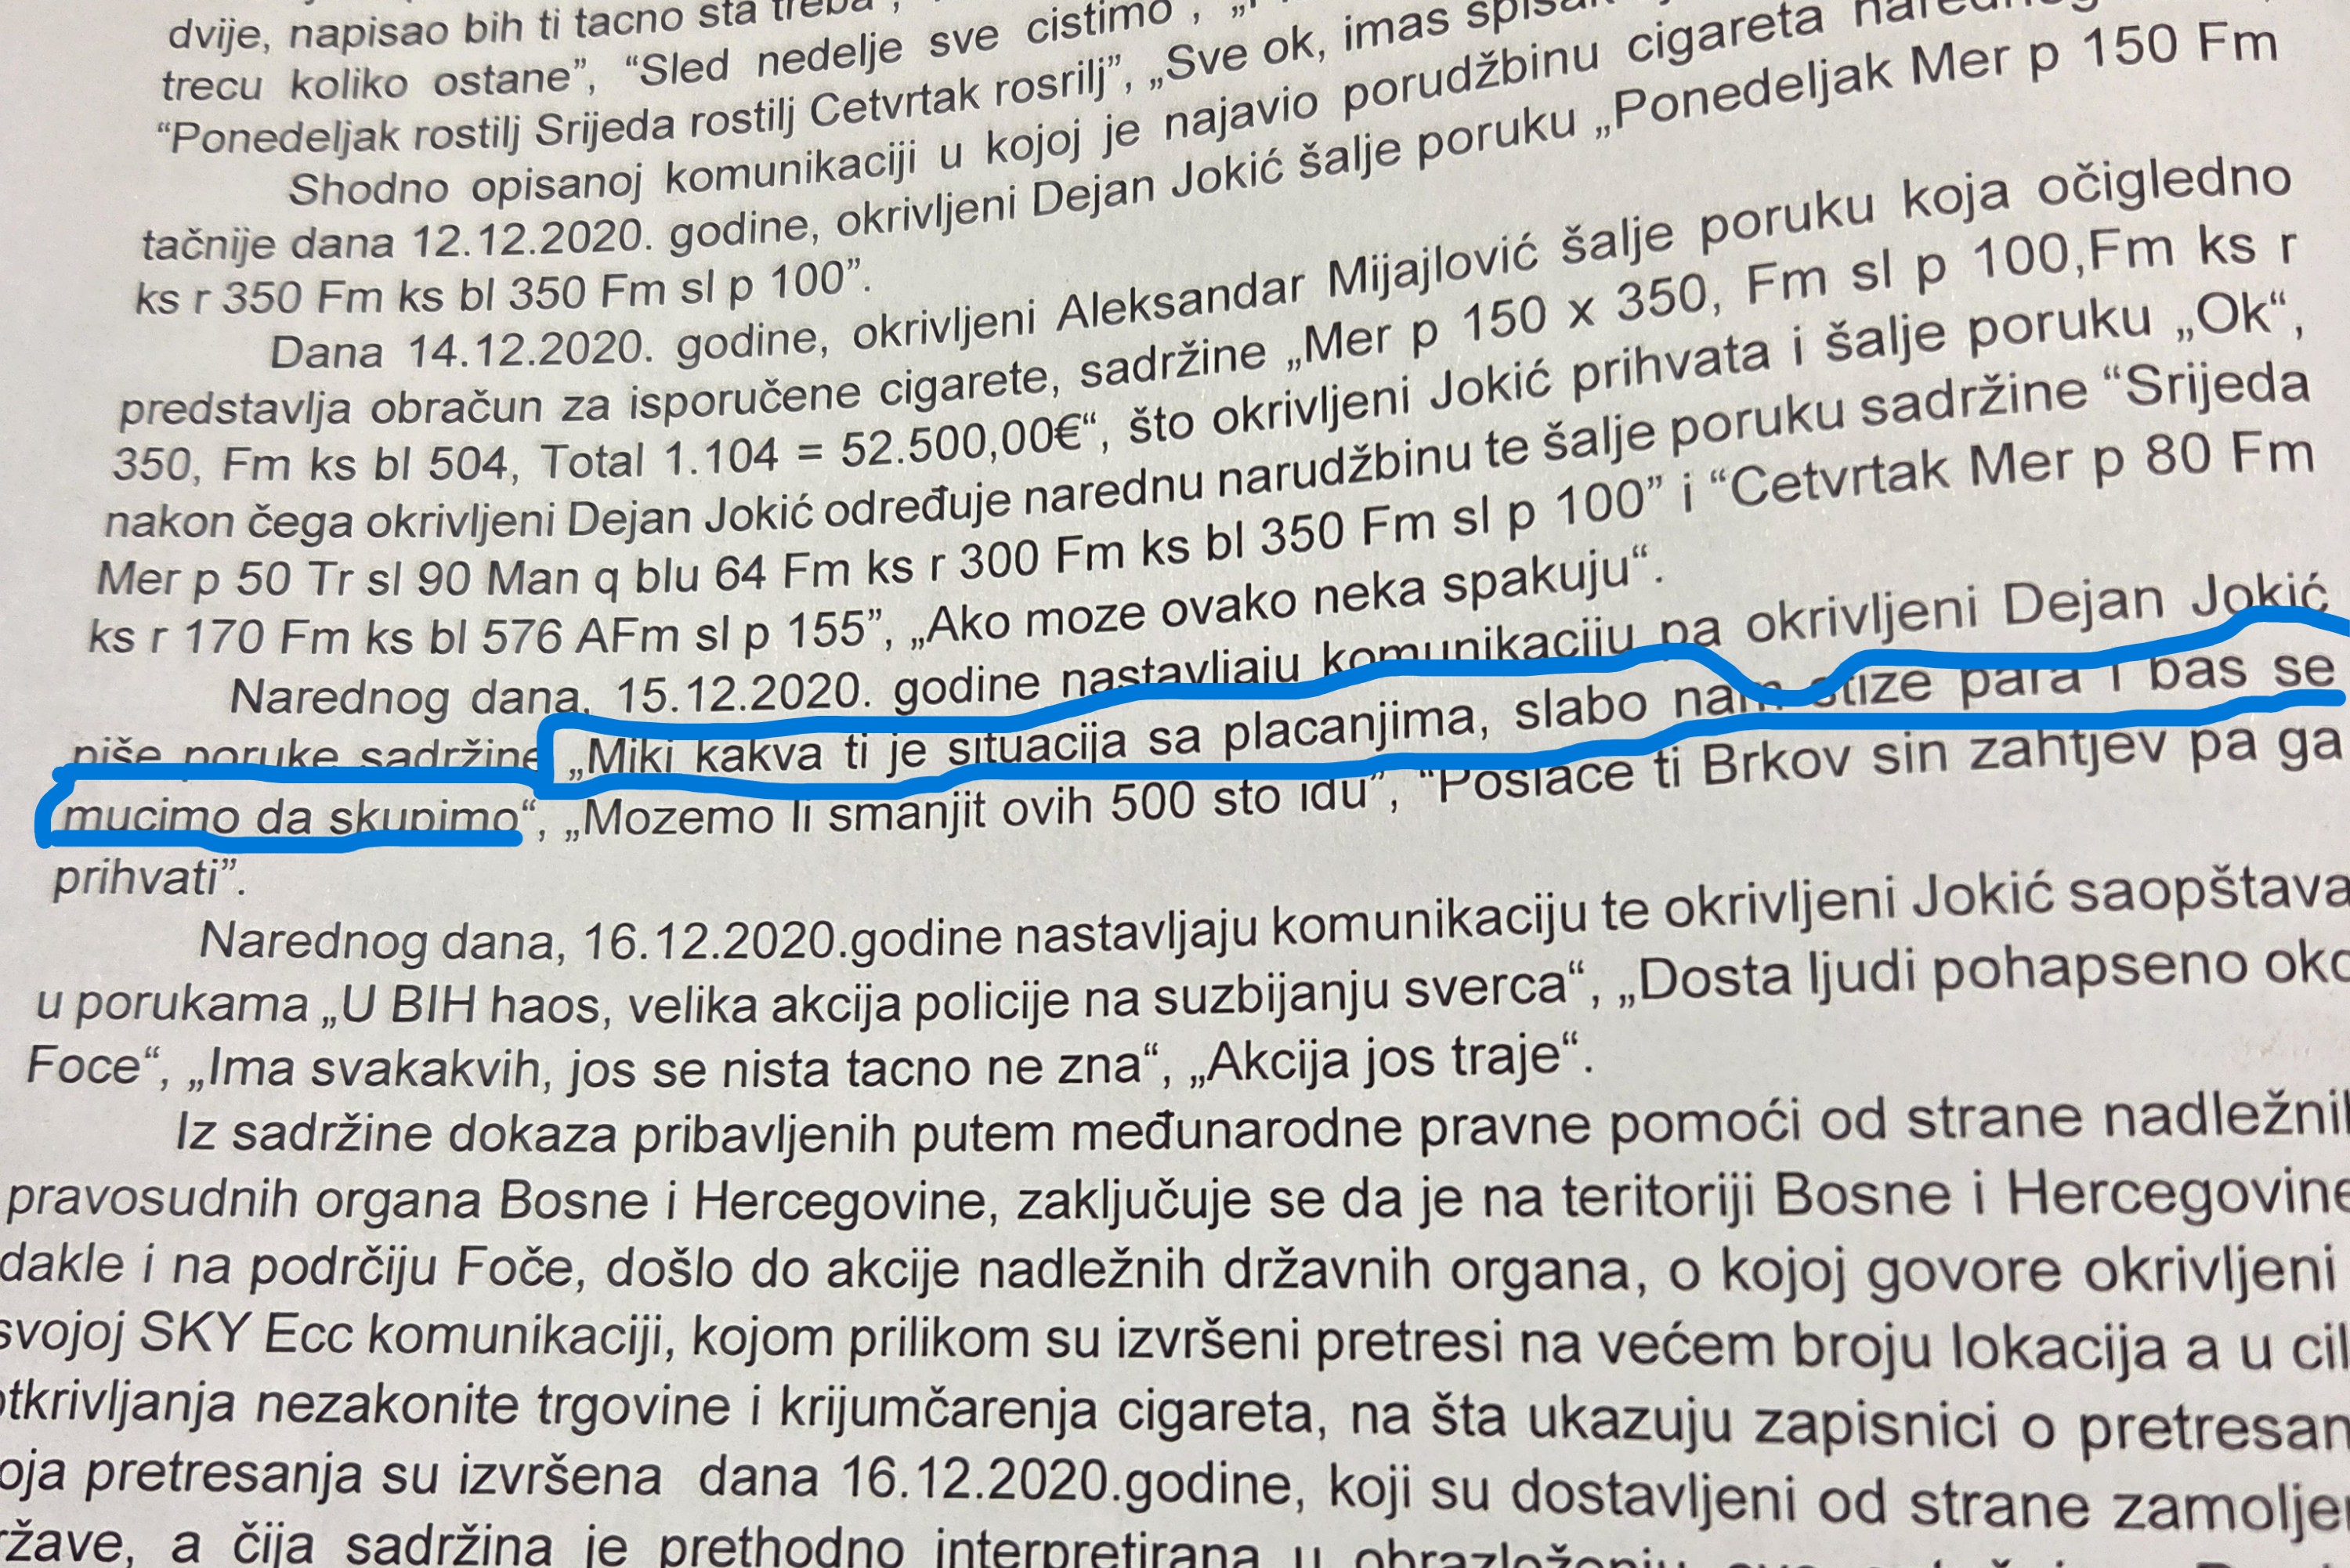 dvije, napisao bih ti tacno sta treba
trecu koliko ostane”, “Sled nedelje sve cistimo”, „
“Ponedeljak rostilj Srijeda rostilj Cetvrtak rosrilj”, „Sve ok, imas spisak
Shodno opisanoj komunikaciji u kojoj je najavio porudžbinu cigareta
tačnije dana 12.12.2020. godine, okrivljeni Dejan Jokić šalje poruku „Ponedeljak Mer p 150 Fm
ks r 350 Fm ks bl 350 Fm sl p 100”.
Dana 14.12.2020. godine, okrivljeni Aleksandar Mijajlović šalje poruku koja očigledno
predstavlja obračun za isporučene cigarete, sadržine „Mer p 150 x 350, Fm sl p 100,Fm ks r
350, Fm ks bl 504, Total 1.104 = 52.500,00€“, što okrivljeni Jokić prihvata i šalje poruku „Ok“,
nakon čega okrivljeni Dejan Jokić određuje narednu narudžbinu te šalje poruku sadržine “Srijeda
Mer p 50 Tr sl 90 Man q blu 64 Fm ks r 300 Fm ks bl 350 Fm sl p 100” i “Cetvrtak Mer p 80 Fm
ks r 170 Fm ks bl 576 AFm sl p 155”, „Ako moze ovako neka spakuju“.
Narednog dana, 15.12.2020. godine nastavljaju komunikaciju pa okrivljeni Dejan Jokić
piše poruke sadržine „Miki kakva ti je situacija sa placanjima, slabo nam stize para i bas se
mucimo da skupimo“, „Mozemo li smanjit ovih 500 sto idu”, “Poslace ti Brkov sin zahtjev pa ga
prihvati”.
Narednog dana, 16.12.2020.godine nastavljaju komunikaciju te okrivljeni Jokić saopštava
u porukama „U BIH haos, velika akcija policije na suzbijanju sverca“, „Dosta ljudi pohapseno oko
Foce“, „Ima svakakvih, jos se nista tacno ne zna“, „Akcija jos traje“.
Iz sadržine dokaza pribavljenih putem međunarodne pravne pomoći od strane nadležnih
pravosudnih organa Bosne i Hercegovine, zaključuje se da je na teritoriji Bosne i Hercegovine
dakle i na podrčiju Foče, došlo do akcije nadležnih državnih organa, o kojoj govore okrivljeni
svojoj SKY Ecc komunikaciji, kojom prilikom su izvršeni pretresi na većem broju lokacija a u cil
otkrivljanja nezakonite trgovine i krijumčarenja cigareta, na šta ukazuju zapisnici o pretresan
oja pretresanja su izvršena dana 16.12.2020.godine, koji su dostavljeni od strane zamolje
ržave, a čija sadržina je prethodno interpretirana u obrazloženju